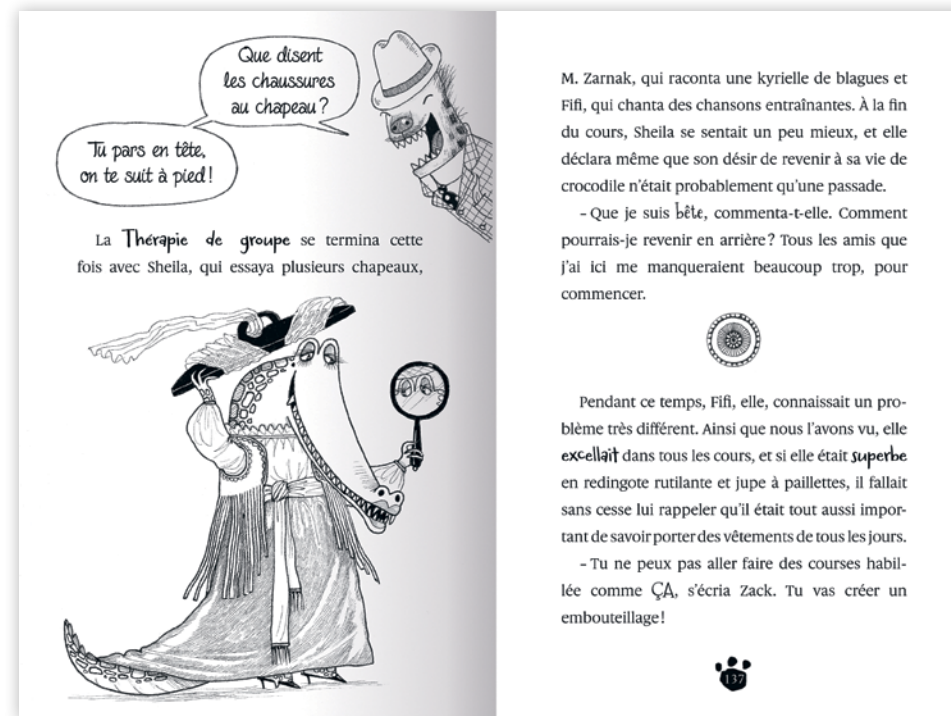 Que disent
les chaussures
au chapeau ?
Tu pars en tête,
on te suit à pied !
La Thérapie de groupe se termina cette
fois avec Sheila, qui essaya plusieurs chapeaux,
M. Zarnak, qui raconta une kyrielle de blagues et
Fifi, qui chanta des chansons entraînantes. À la fin
du cours, Sheila se sentait un peu mieux, et elle
déclara même que son désir de revenir à sa vie de
crocodile n'était probablement qu'une passade.
– Que je suis bête, commenta-t-elle. Comment
pourrais-je revenir en arrière ? Tous les amis que
j'ai ici me manqueraient beaucoup trop, pour
commencer.
Pendant ce temps, Fifi, elle, connaissait un pro-
blème très différent. Ainsi que nous l'avons vu, elle
excellait dans tous les cours, et si elle était superbe
en redingote rutilante et jupe à paillettes, il fallait
sans cesse lui rappeler qu'il était tout aussi impor-
tant de savoir porter des vêtements de tous les jours.
– Tu ne peux pas aller faire des courses habil-
lée comme ÇA, s'écria Zack. Tu vas créer un
embouteillage !
137